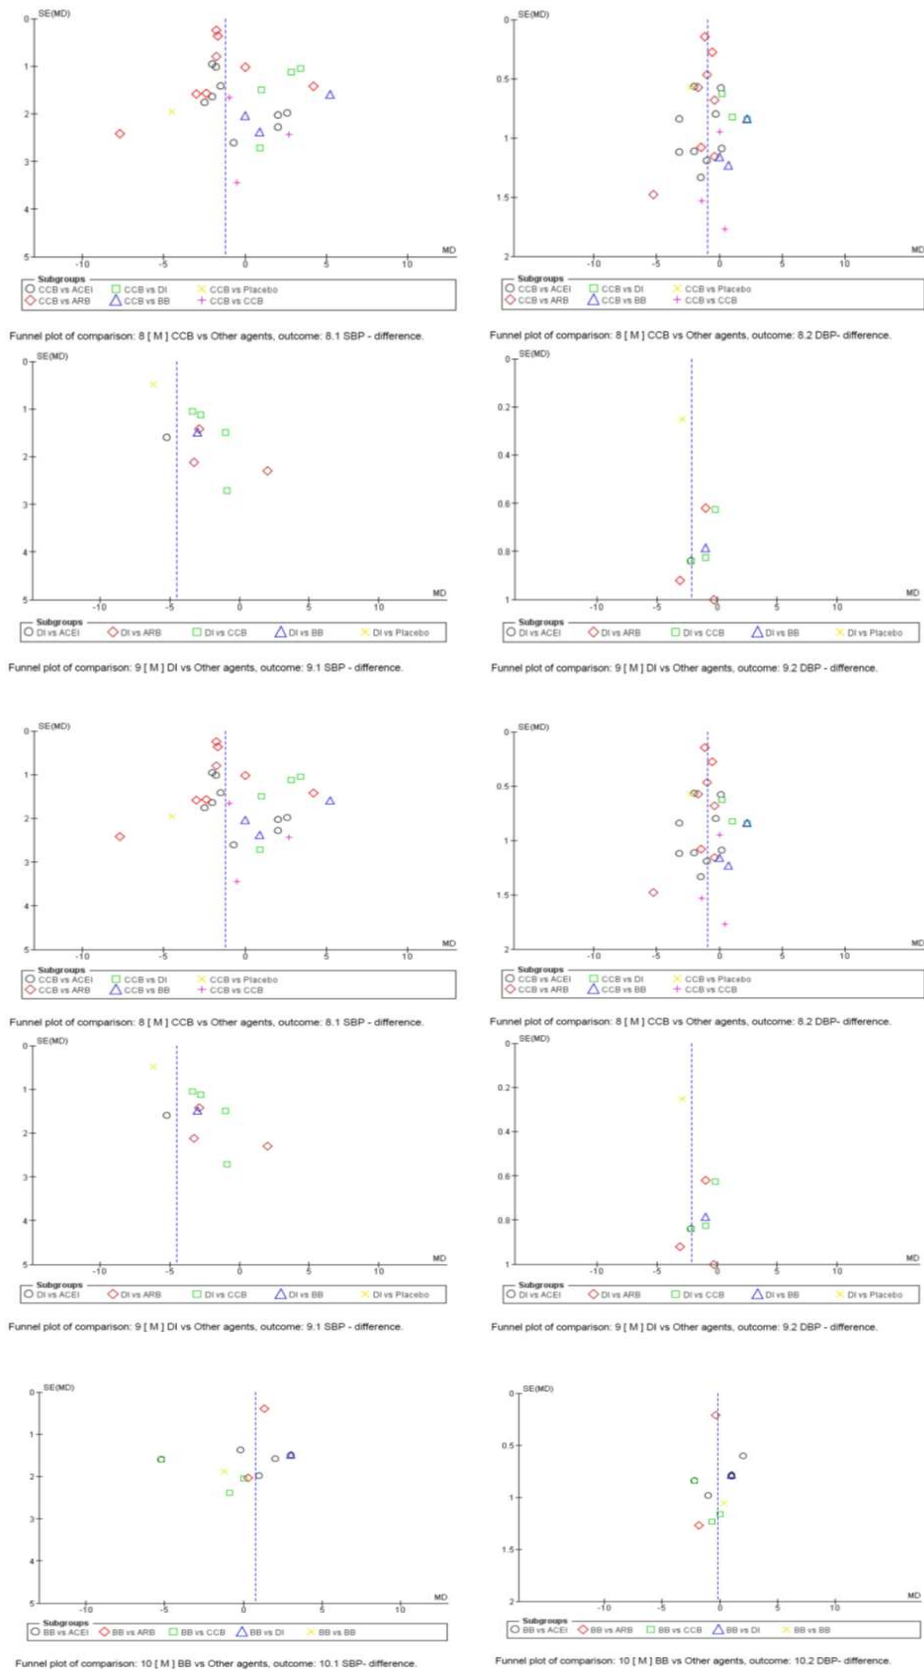 SE(MD)
0
1
2
3
4
5
-10
-5
0
5
10
MD
Subgroups
CCB vs ACEI CCB vs DI CCB vs Placebo
CCB vs ARB CCB vs BB CCB vs CCB
Funnel plot of comparison: 8 [ M ] CCB vs Other agents, outcome: 8.1 SBP - difference.
SE(MD)
0
0.5
1
1.5
2
-10
-5
0
5
10
MD
Subgroups
CCB vs ACEI CCB vs DI CCB vs Placebo
CCB vs ARB CCB vs BB CCB vs CCB
Funnel plot of comparison: 8 [ M ] CCB vs Other agents, outcome: 8.2 DBP- difference.
SE(MD)
0
1
2
3
4
5
-10
-5
0
5
10
MD
Subgroups
DI vs ACEI DI vs ARB DI vs CCB DI vs BB DI vs Placebo
Funnel plot of comparison: 9 [ M ] DI vs Other agents, outcome: 9.1 SBP - difference.
SE(MD)
0
0.2
0.4
0.6
0.8
1
-10
-5
0
5
10
MD
Subgroups
DI vs ACEI DI vs ARB DI vs CCB DI vs BB DI vs Placebo
Funnel plot of comparison: 9 [ M ] DI vs Other agents, outcome: 9.2 DBP - difference.
SE(MD)
0
1
2
3
4
5
-10
-5
0
5
10
MD
Subgroups
CCB vs ACEI CCB vs DI CCB vs Placebo
CCB vs ARB CCB vs BB CCB vs CCB
Funnel plot of comparison: 8 [ M ] CCB vs Other agents, outcome: 8.1 SBP - difference.
SE(MD)
0
0.5
1
1.5
2
-10
-5
0
5
10
MD
Subgroups
CCB vs ACEI CCB vs DI CCB vs Placebo
CCB vs ARB CCB vs BB CCB vs CCB
Funnel plot of comparison: 8 [ M ] CCB vs Other agents, outcome: 8.2 DBP- difference.
SE(MD)
0
1
2
3
4
5
-10
-5
0
5
10
MD
Subgroups
DI vs ACEI DI vs ARB DI vs CCB DI vs BB DI vs Placebo
Funnel plot of comparison: 9 [ M ] DI vs Other agents, outcome: 9.1 SBP - difference.
SE(MD)
0
0.2
0.4
0.6
0.8
1
-10
-5
0
5
10
MD
Subgroups
DI vs ACEI DI vs ARB DI vs CCB DI vs BB DI vs Placebo
Funnel plot of comparison: 9 [ M ] DI vs Other agents, outcome: 9.2 DBP - difference.
SE(MD)
0
1
2
3
4
5
-10
-5
0
5
10
MD
Subgroups
BB vs ACEI BB vs ARB BB vs CCB BB vs DI BB vs BB
Funnel plot of comparison: 10 [ M ] BB vs Other agents, outcome: 10.1 SBP- difference.
SE(MD)
0
0.5
1
1.5
2
-10
-5
0
5
10
MD
Subgroups
BB vs ACEI BB vs ARB BB vs CCB BB vs DI BB vs BB
Funnel plot of comparison: 10 [ M ] BB vs Other agents, outcome: 10.2 DBP- difference.